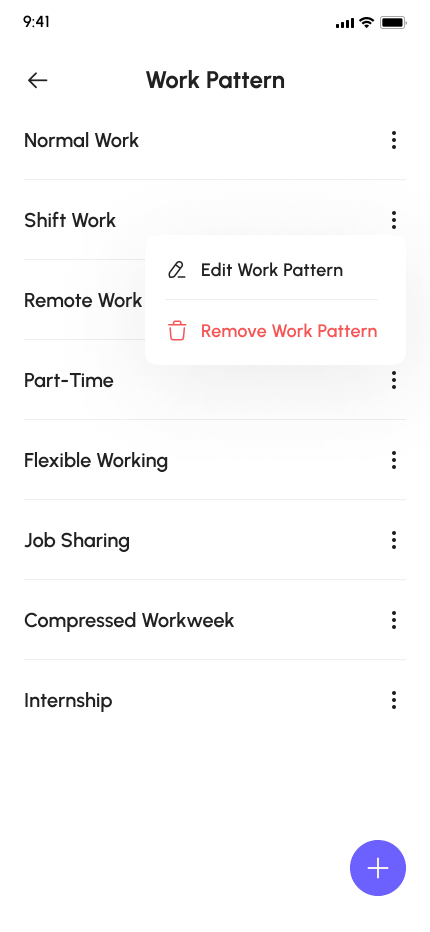 9:41
Work Pattern
Normal Work
Shift Work
Edit Work Pattern
Remote Work
Remove Work Pattern
Part-Time
Flexible Working
Job Sharing
Compressed Workweek
Internship